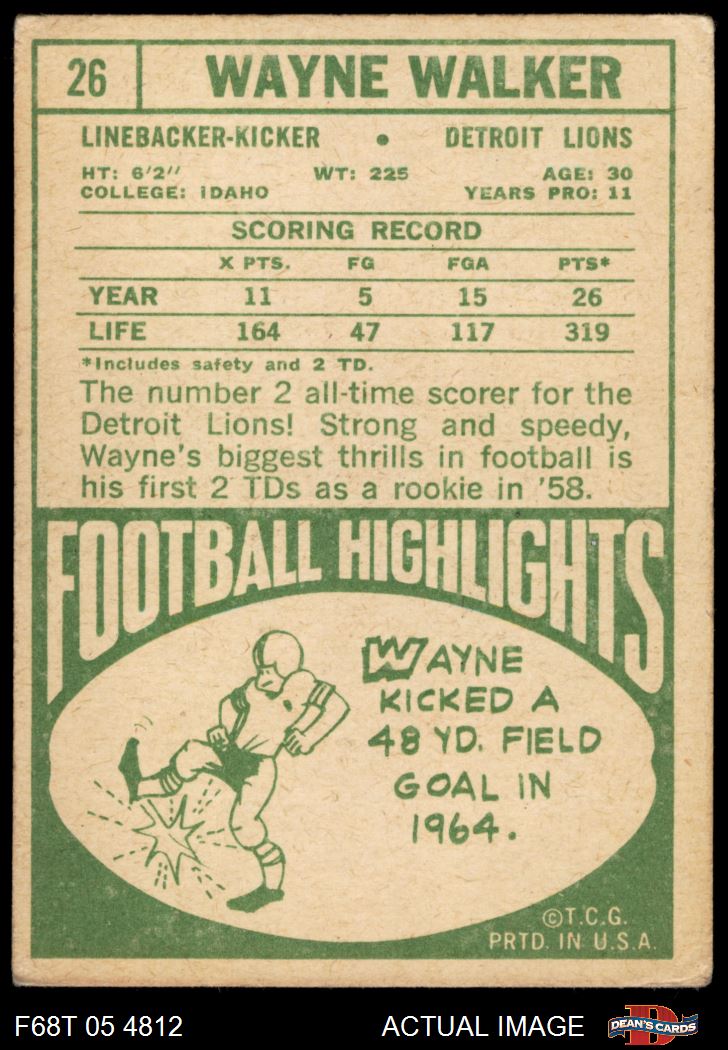 26 WAYNE WALKER
LINEBACKER-KICKER • DETROIT LIONS
HT: 6'2" WT: 225 AGE: 30
COLLEGE: IDAHO YEARS PRO: 11
SCORING RECORD
X PTS. FG FGA PTS*
YEAR 11 5 15 26
LIFE 164 47 117 319
*Includes safety and 2 TD.
The number 2 all-time scorer for the
Detroit Lions! Strong and speedy,
Wayne's biggest thrills in football is
his first 2 TDs as a rookie in '58.
FOOTBALL HIGHLIGHTS
WAYNE
KICKED A
48 YD. FIELD
GOAL IN
1964.
©T.C.G.
PRTD. IN U.S.A.
F68T 05 4812 ACTUAL IMAGE D DEAN'S CARDS